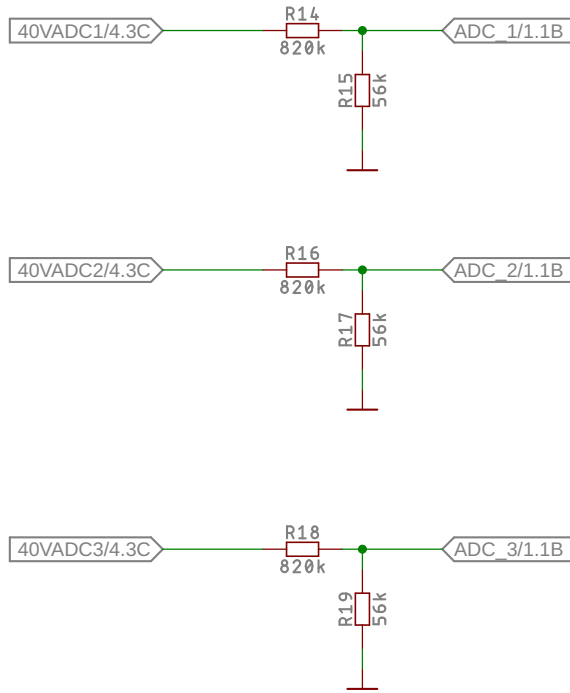 R14
40VADC1/4.3C
ADC_1/1.1B
820k
R15
56k
R16
40VADC2/4.3C
ADC_2/1.1B
820k
R17
56k
R18
40VADC3/4.3C
ADC_3/1.1B
820k
R19
56k